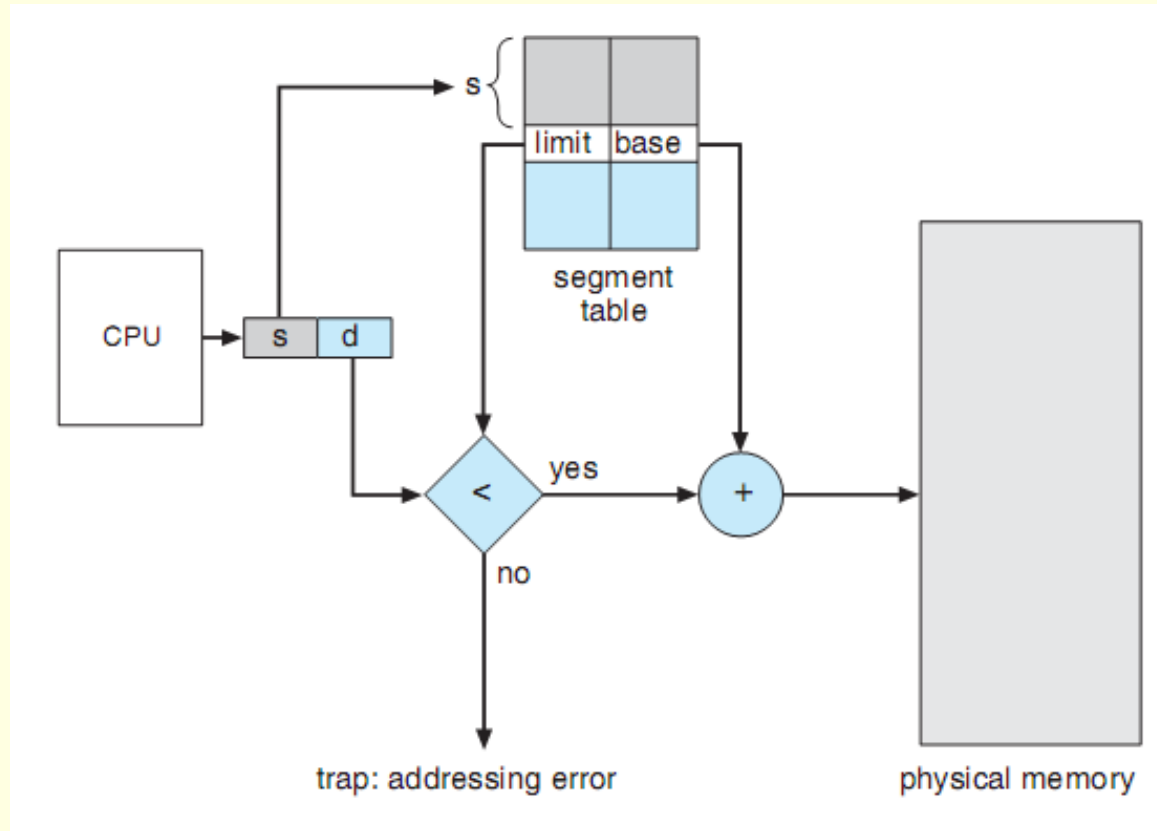 s
limit base
segment
table
CPU
s d
<
yes
+
no
trap: addressing error
physical memory